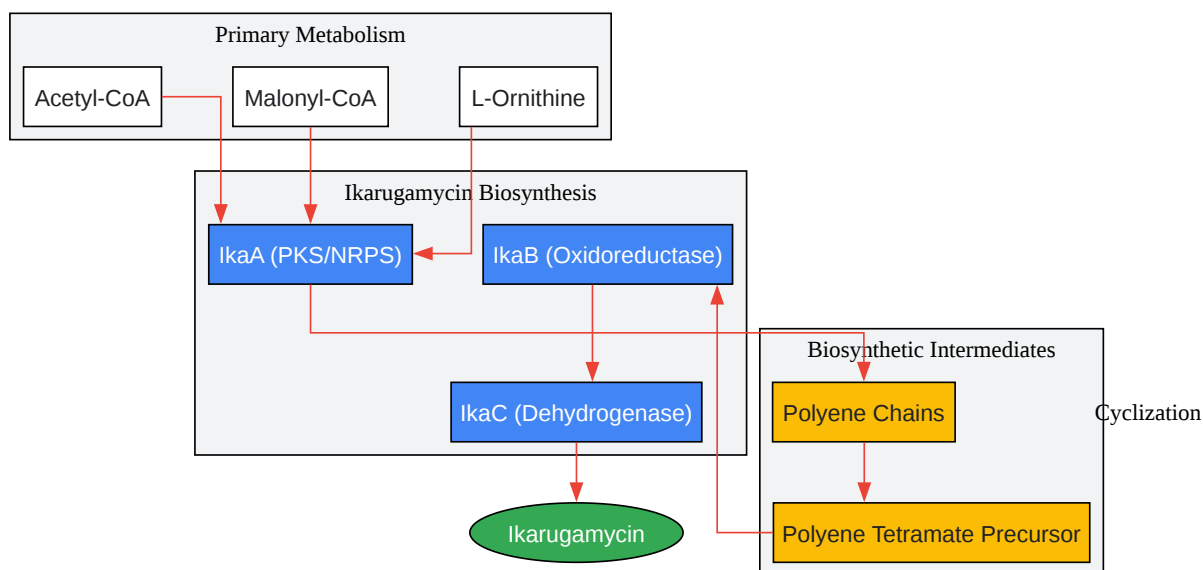 Primary Metabolism
Acetyl-CoA
Malonyl-CoA
L-Ornithine
Ikarugamycin Biosynthesis
IkaA (PKS/NRPS)
IkaB (Oxidoreductase)
Biosynthetic Intermediates
IkaC (Dehydrogenase)
Polyene Chains
Cyclization
Ikarugamycin
Polyene Tetramate Precursor